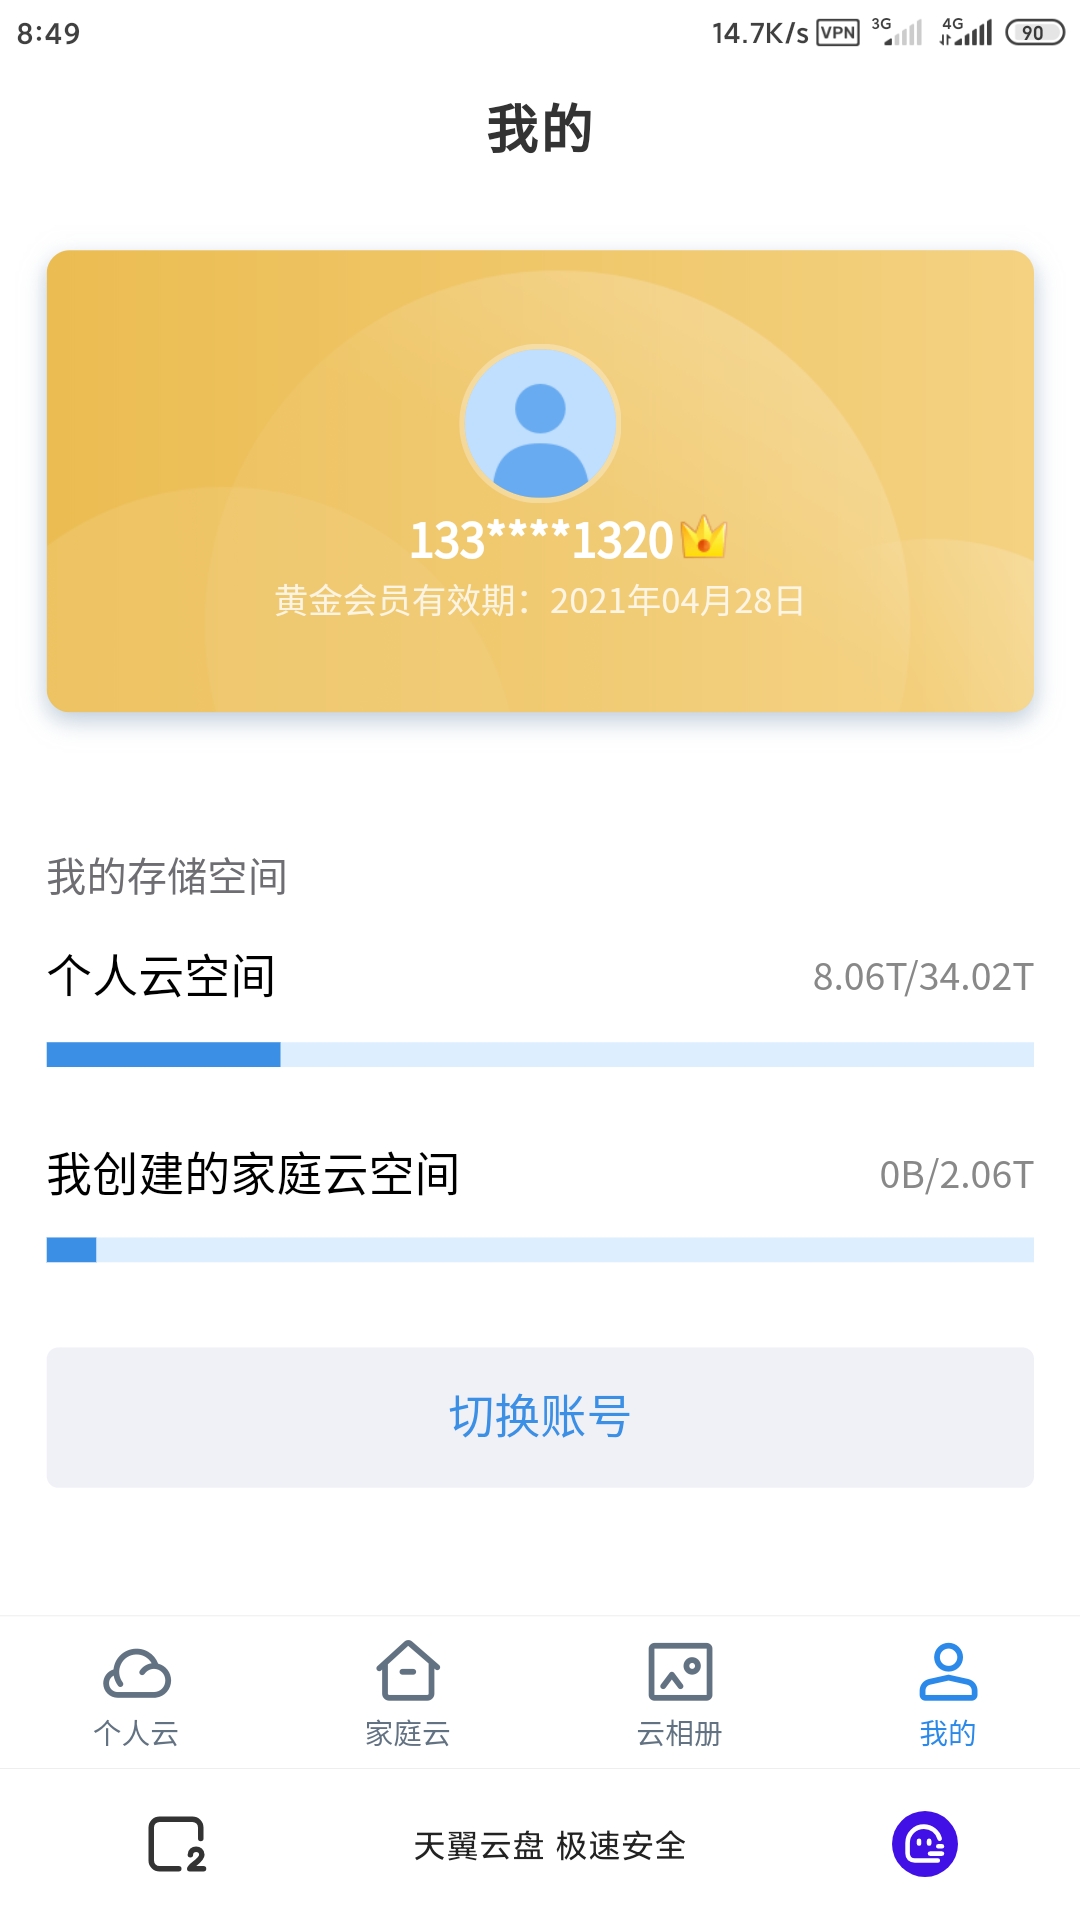 8:49 14.7K/s VPN 3G 4G 90
我的
133****1320
黄金会员有效期：2021年04月28日
我的存储空间
个人云空间 8.06T/34.02T
我创建的家庭云空间 0B/2.06T
切换账号
个人云 家庭云 云相册 我的
2 天翼云盘 极速安全